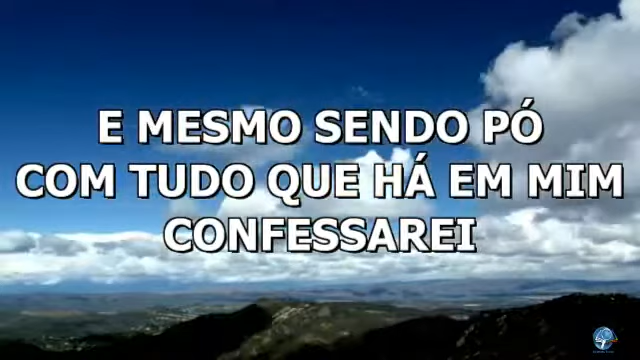 E MESMO SENDO PÓ
COM TUDO QUE HÁ EM MIM
CONFESSAREI